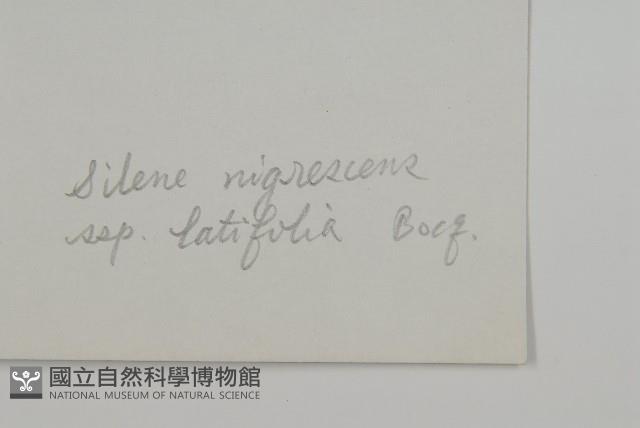 Silene nigrescens
ssp. latifolia Bocq.
國立自然科學博物館
NATIONAL MUSEUM OF NATURAL SCIENCE